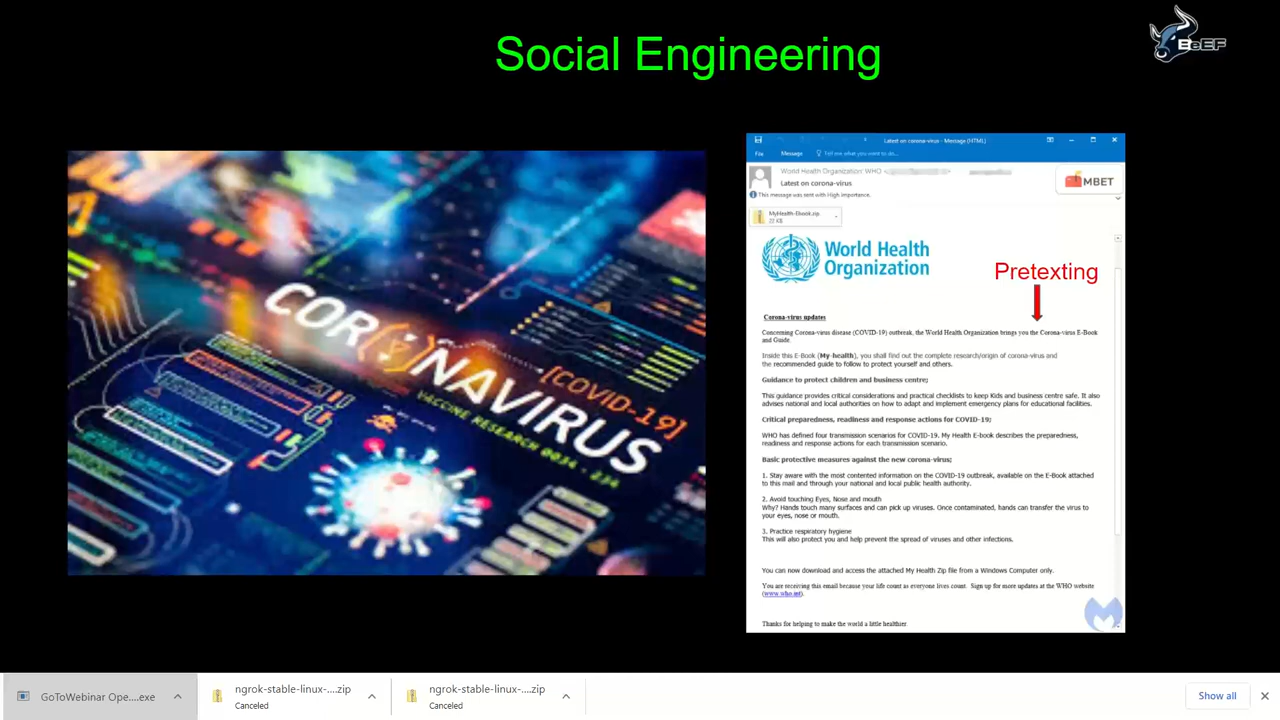 Social Engineering
BeEF
COR()NAVIRUS
[COVID-19]
VACCINE RESEARCH 0034 - 234
Latest on corona-virus - Message (HTML)
File Message Tell me what you want to do...
World Health Organization: WHO
Latest on corona-virus
This message was sent with High importance.
MBET
MyHealth-Ebook.zip
22 KB
World Health
Organization
Pretexting
Corona-virus updates
Concerning Corona-virus disease (COVID-19) outbreak, the World Health Organization brings you the Corona-virus E-Book
and Guide.
Inside this E-Book (My-health), you shall find out the complete research/origin of corona-virus and
the recommended guide to follow to protect yourself and others.
Guidance to protect children and business centre;
This guidance provides critical considerations and practical checklists to keep Kids and business centre safe. It also
advises national and local authorities on how to adapt and implement emergency plans for educational facilities.
Critical preparedness, readiness and response actions for COVID-19;
WHO has defined four transmission scenarios for COVID-19. My Health E-book describes the preparedness,
readiness and response actions for each transmission scenario.
Basic protective measures against the new corona-virus;
1. Stay aware with the most contented information on the COVID-19 outbreak, available on the E-Book attached
to this mail and through your national and local public health authority.
2. Avoid touching Eyes, Nose and mouth
Why? Hands touch many surfaces and can pick up viruses. Once contaminated, hands can transfer the virus to
your eyes, nose or mouth.
3. Practice respiratory hygiene
This will also protect you and help prevent the spread of viruses and other infections.
You can now download and access the attached My Health Zip file from a Windows Computer only.
You are receiving this email because your life count as everyone lives count. Sign up for more updates at the WHO website
(www.who.int).
Thanks for helping to make the world a little healthier
GoToWebinar Ope....exe
ngrok-stable-linux-....zip
Canceled
ngrok-stable-linux-....zip
Canceled
Show all